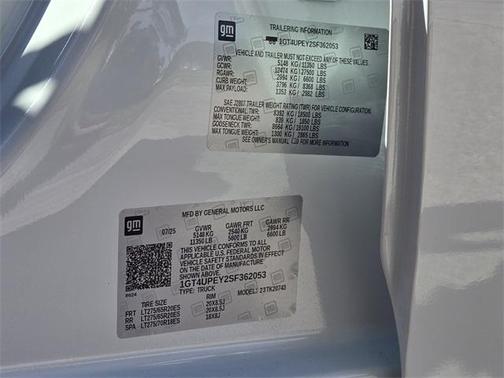 gm
TRAILERING INFORMATION
1GT4UPEY2SF362053
VEHICLE AND TRAILER MUST NOT EXCEED ANY OF THESE VALUES.
GVWR: 5148 KG/ 11350 LBS
GCWR: 12474 KG/ 27500 LBS
RGAWR: 2994 KG/ 6600 LBS
CURB WEIGHT: 3796 KG/ 8368 LBS
MAX PAYLOAD: 1353 KG/ 2982 LBS
SAE J2807 TRAILER WEIGHT RATING (TWR) FOR VEHICLE CONFIGURATION.
CONVENTIONAL TWR: 8392 KG/ 18500 LBS
MAX TONGUE WEIGHT: 839 KG/ 1850 LBS
GOOSENECK TWR: 8664 KG/ 19100 LBS
MAX TONGUE WEIGHT: 1300 KG/ 2865 LBS
SEE OWNER'S MANUAL FOR MORE INFORMATION.
gm
MFD BY GENERAL MOTORS LLC
07/25 GVWR GAWR FRT GAWR RR
5148 KG 2540 KG 2994 KG
11350 LB 5600 LB 6600 LB
THIS VEHICLE CONFORMS TO ALL
APPLICABLE U.S. FEDERAL MOTOR
VEHICLE SAFETY STANDARDS IN
EFFECT ON THE DATE OF MANUFACTURE
SHOWN ABOVE.
1GT4UPEY2SF362053
TYPE: TRUCK MODEL: 23TK20743
8624
TIRE SIZE RIM
FRT LT275/65R20ES 20X8.5J
RR LT275/65R20ES 20X8.5J
SPA LT275/70R18ES 18X8J